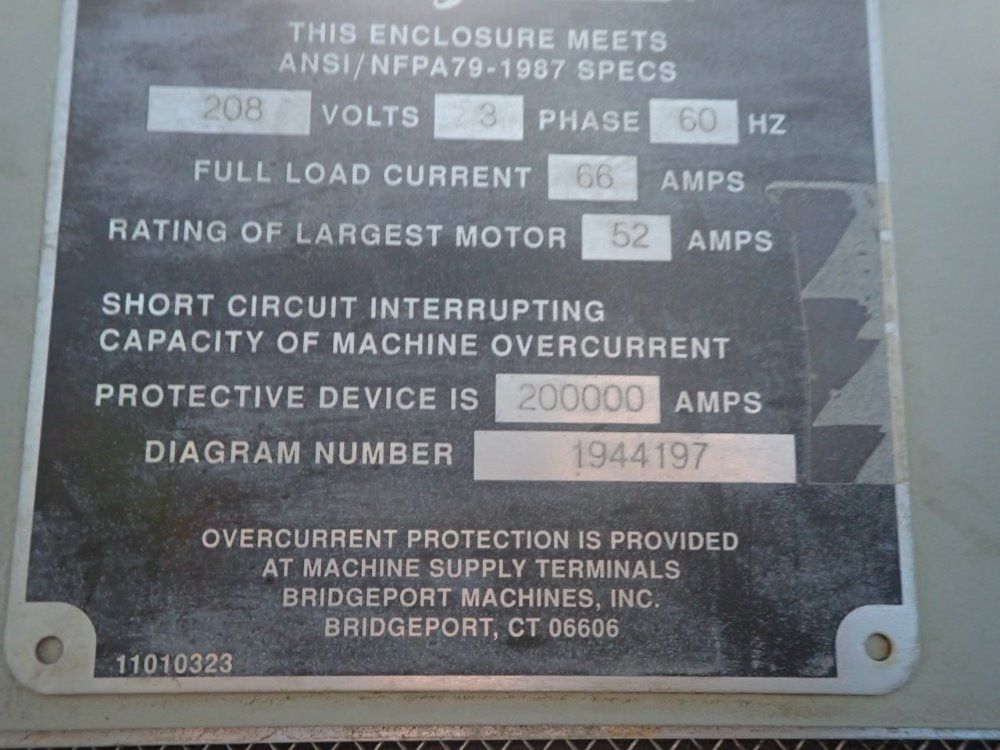 THIS ENCLOSURE MEETS
ANSI/NFPA79-1987 SPECS
208 VOLTS 3 PHASE 60 HZ
FULL LOAD CURRENT 66 AMPS
RATING OF LARGEST MOTOR 52 AMPS
SHORT CIRCUIT INTERRUPTING
CAPACITY OF MACHINE OVERCURRENT
PROTECTIVE DEVICE IS 200000 AMPS
DIAGRAM NUMBER 1944197
OVERCURRENT PROTECTION IS PROVIDED
AT MACHINE SUPPLY TERMINALS
BRIDGEPORT MACHINES, INC.
BRIDGEPORT, CT 06606
11010323